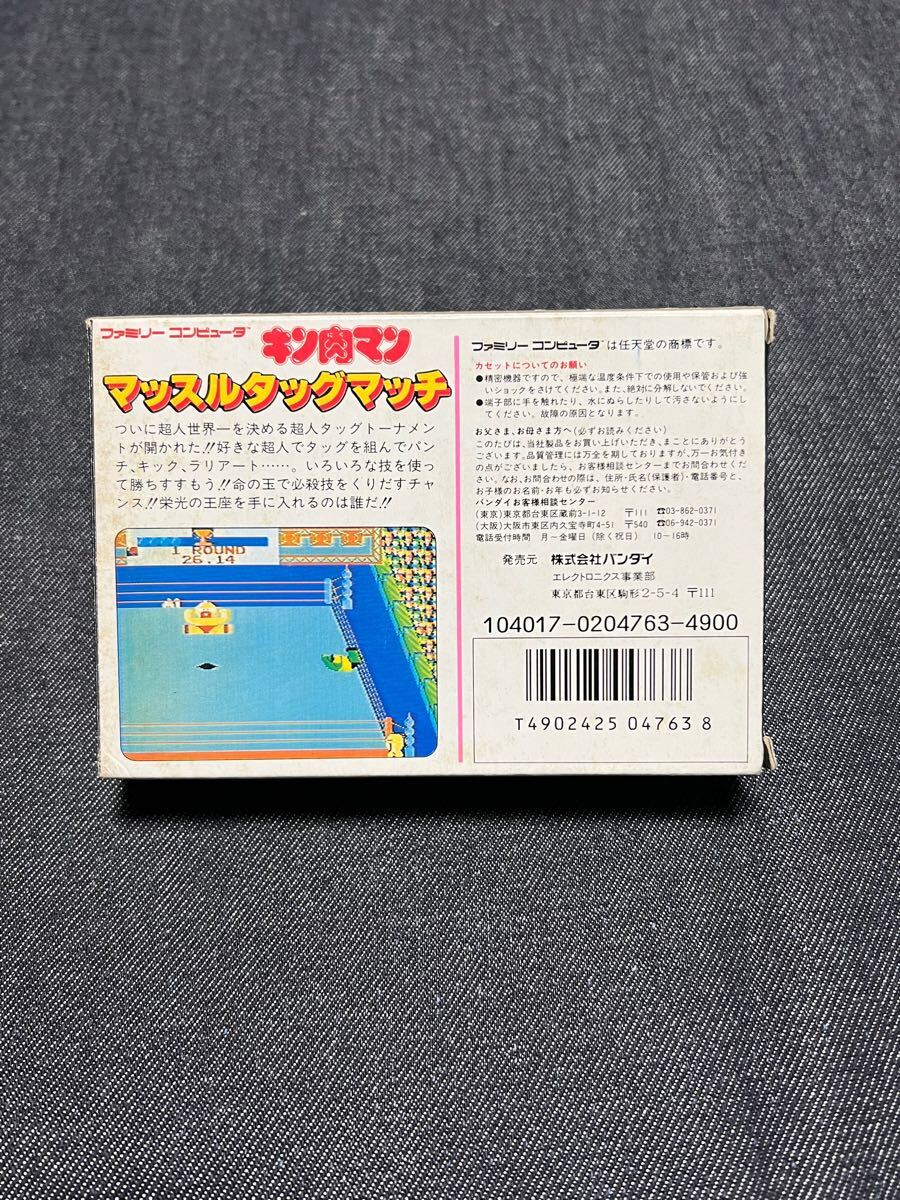 ファミリー コンピュータ™
キン肉マン
マッスルタッグマッチ
ついに超人世界一を決める超人タッグトーナメン
トが開かれた!!好きな超人でタッグを組んでパン
チ、キック、ラリアート……。いろいろな技を使っ
て勝ちすすもう!!命の玉で必殺技をくりだすチャ
ンス!!栄光の王座を手に入れるのは誰だ!!
1 ROUND
26.14
ファミリー コンピュータ™は任天堂の商標です。
カセットについてのお願い
●精密機器ですので、極端な温度条件下での使用や保管および強
いショックをさけてください。また、絶対に分解しないでください。
●端子部に手を触れたり、水にぬらしたりして汚さないようにし
てください。故障の原因となります。
お父さま、お母さま方へ(必ずお読みください)
このたびは、当社製品をお買い上げいただき、まことにありがとう
ございます。品質管理には万全を期しておりますが、万一お気付き
の点がございましたら、お客様相談センターまでお問合わせくださ
い。なお、お問合わせの際は、住所・氏名(保護者)・電話番号と、
お子様のお名前・お年も必ずお知らせください。
バンダイお客様相談センター
(東京)東京都台東区蔵前3-1-12 〒111 ☎03-862-0371
(大阪)大阪市東区内久宝寺町4-51 〒540 ☎06-942-0371
電話受付時間 月〜金曜日(除く祝日) 10−16時
発売元 株式会社バンダイ
エレクトロニクス事業部
東京都台東区駒形2-5-4 〒111
104017-0204763-4900
T4902425 04763 8